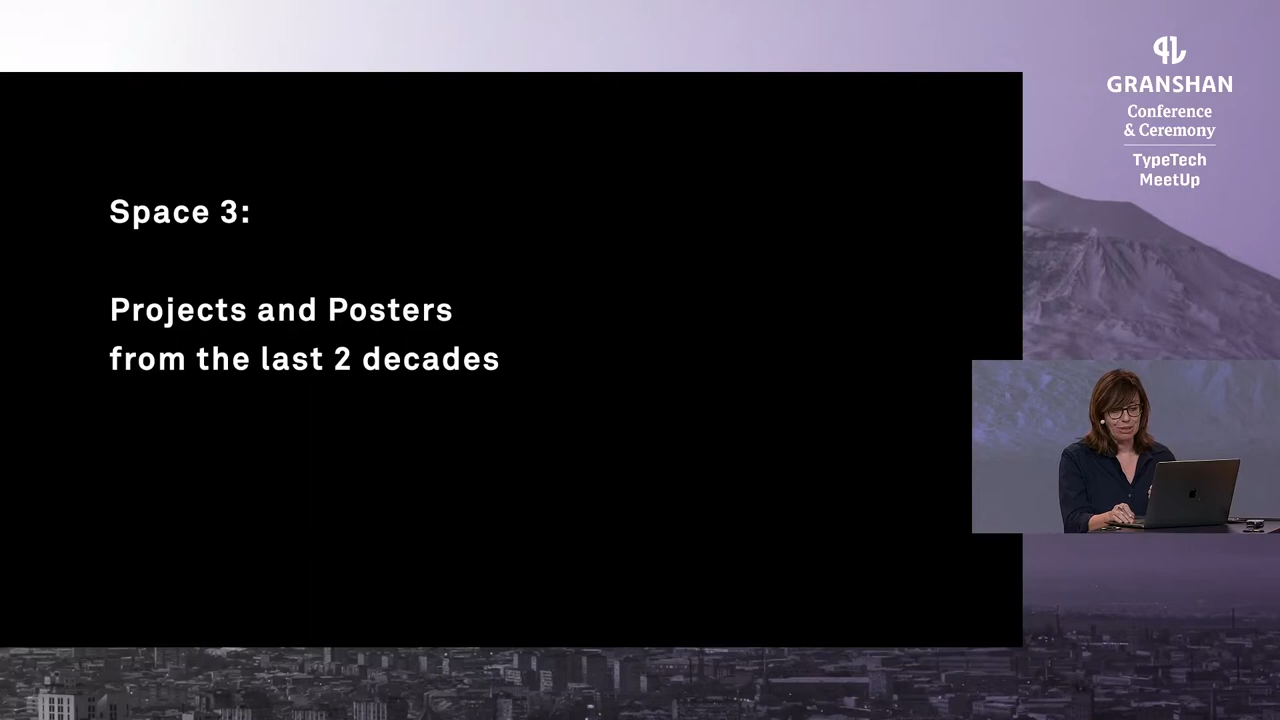 Space 3:
Projects and Posters
from the last 2 decades
GRANSHAN
Conference
& Ceremony
TypeTech
MeetUp